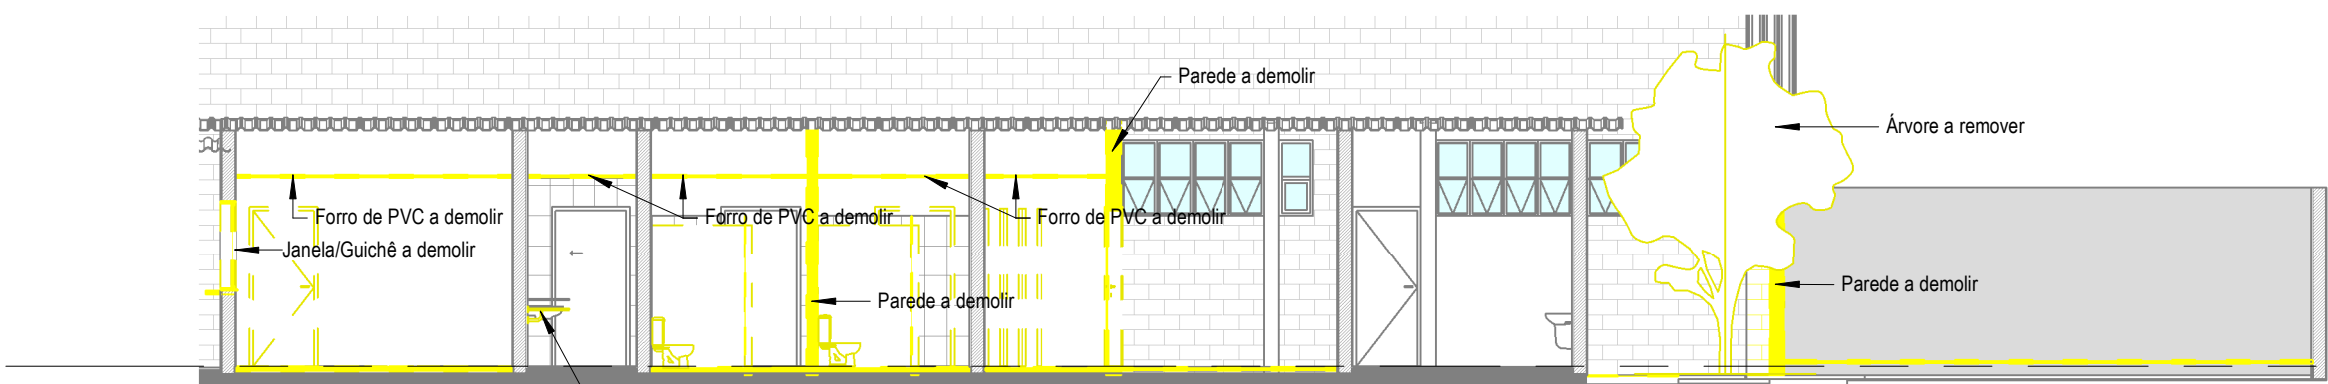 Parede a demolir
Árvore a remover
Forro de PVC a demolir
Forro de PVC a demolir
Forro de PVC a demolir
Janela/Guichê a demolir
Parede a demolir
Parede a demolir